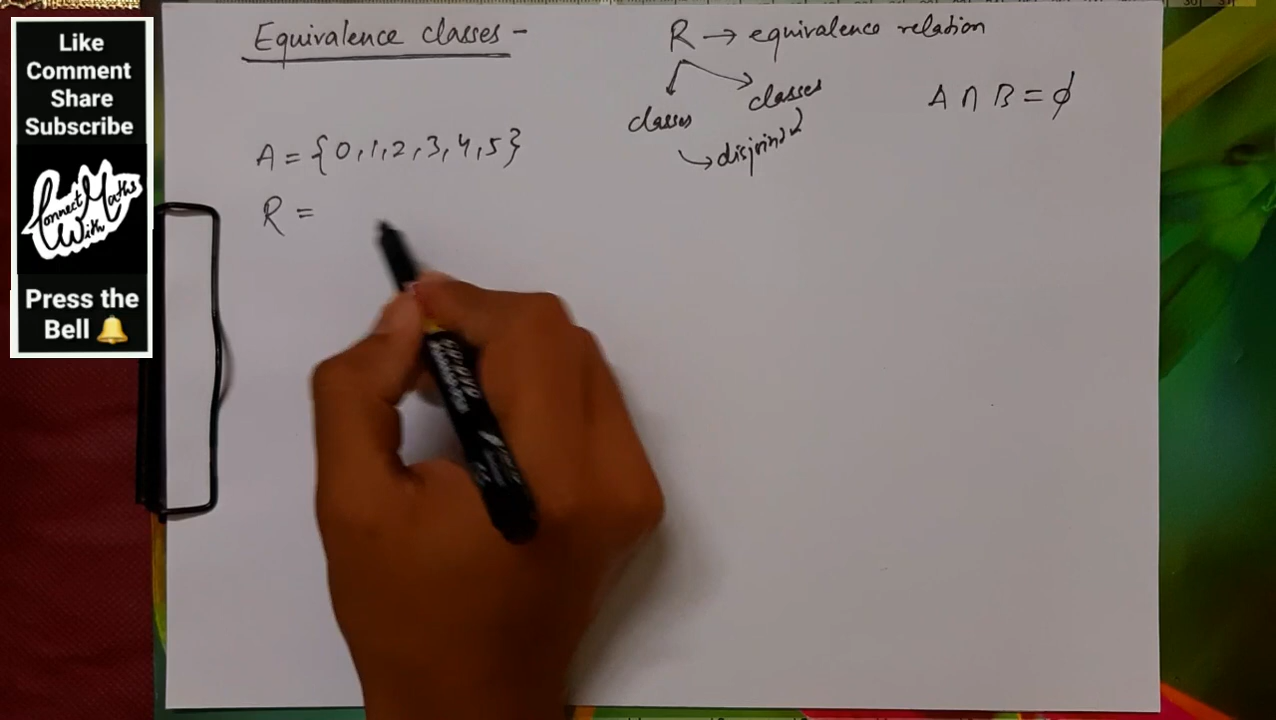 Like
Comment
Share
Subscribe
Connect
With
Maths
Press the
Bell 🔔
Equivalence classes -
R → equivalence relation
classes
classes
disjoint
A ∩ B = ϕ
A = {0,1,2,3,4,5}
R =